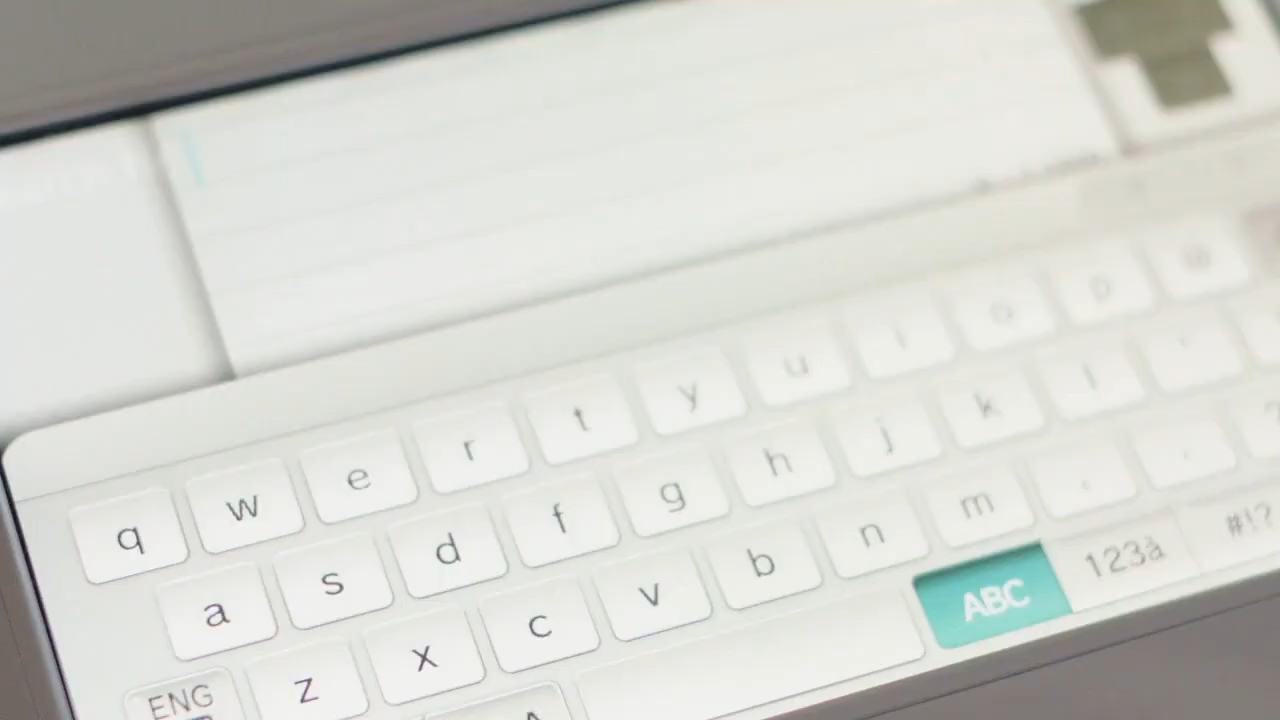 q w e r t y u i o p @
a s d f g h j k l '
ENG z x c v b n m , . ?
ABC 123à #!?